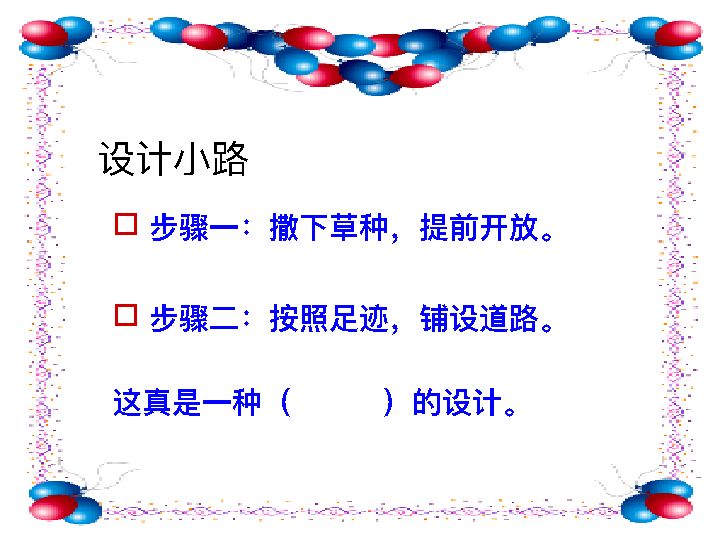 设计小路
步骤一：撒下草种，提前开放。
步骤二：按照足迹，铺设道路。
这真是一种（　　　）的设计。